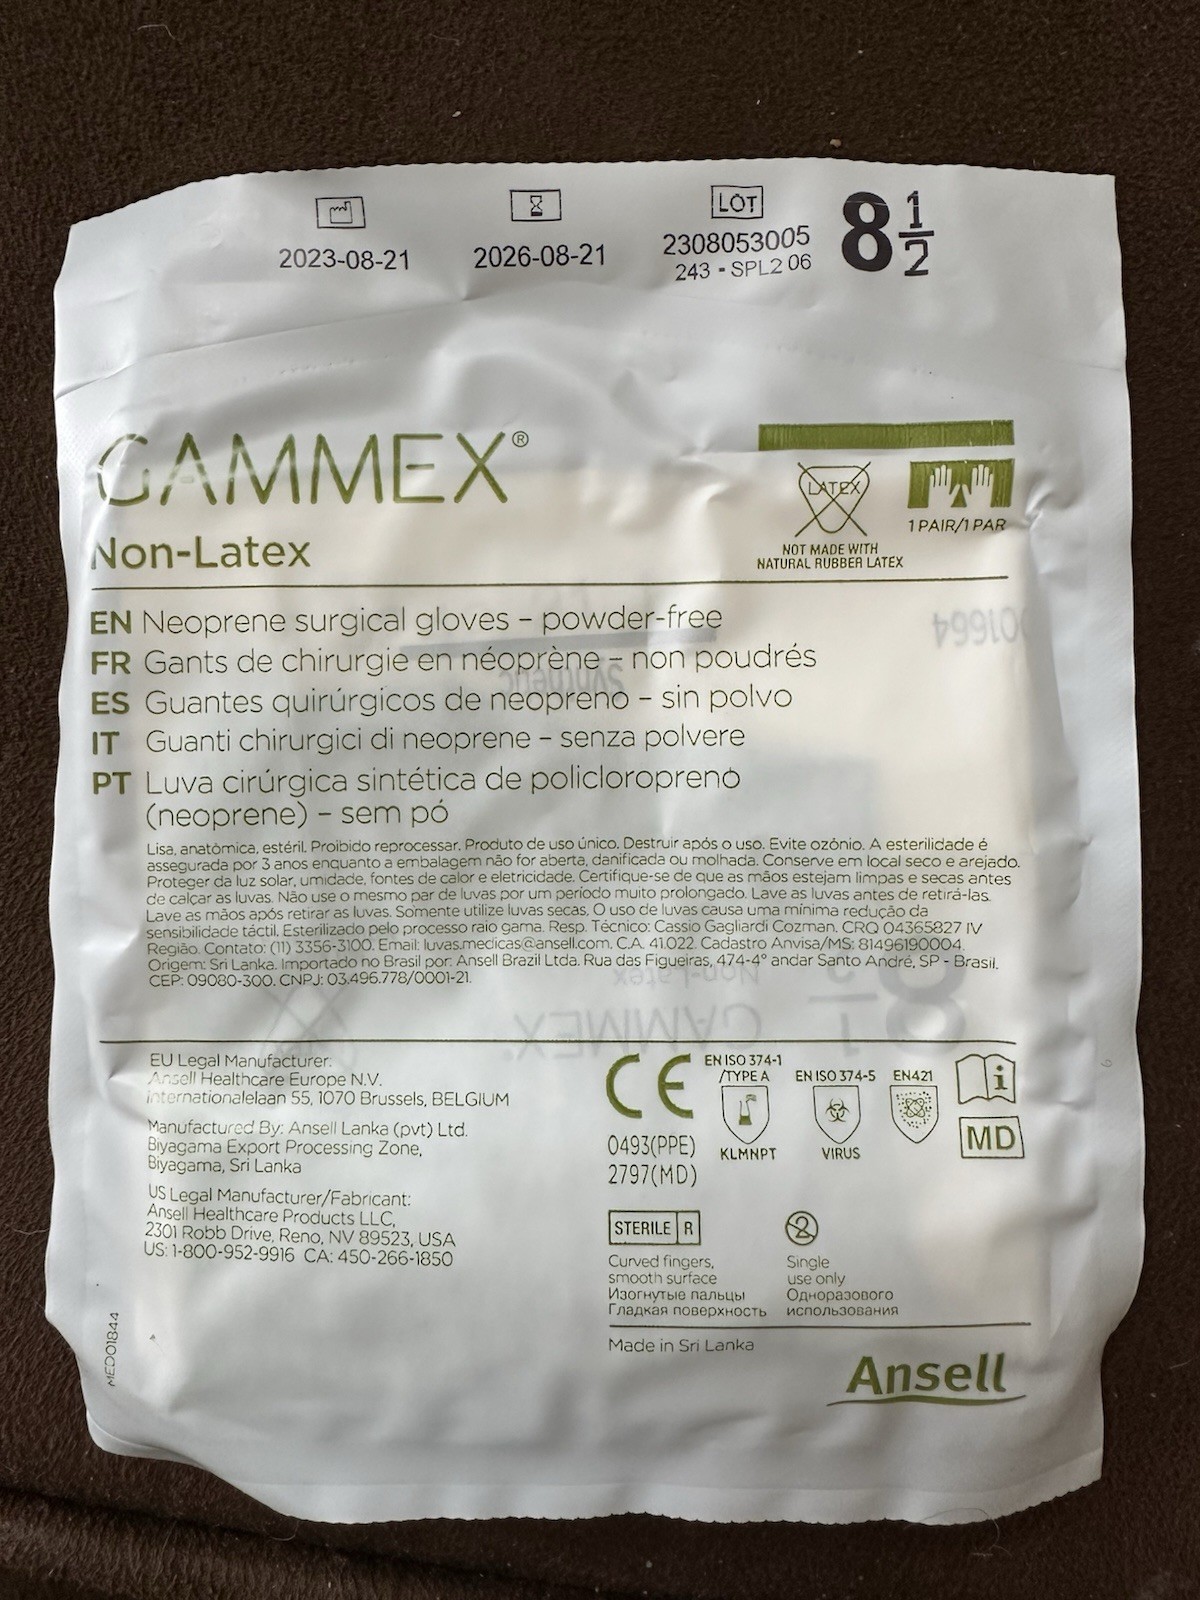 2023-08-21
2026-08-21
LOT
2308053005
243 - SPL2 06
8 1/2
GAMMEX®
Non-Latex
LATEX
NOT MADE WITH
NATURAL RUBBER LATEX
1 PAIR/1 PAR
EN Neoprene surgical gloves – powder-free
FR Gants de chirurgie en néoprène – non poudrés
ES Guantes quirúrgicos de neopreno – sin polvo
IT Guanti chirurgici di neoprene – senza polvere
PT Luva cirúrgica sintética de policloropreno
(neoprene) – sem pó
Lisa, anatômica, estéril. Proibido reprocessar. Produto de uso único. Destruir após o uso. Evite ozônio. A esterilidade é
assegurada por 3 anos enquanto a embalagem não for aberta, danificada ou molhada. Conserve em local seco e arejado.
Proteger da luz solar, umidade, fontes de calor e eletricidade. Certifique-se de que as mãos estejam limpas e secas antes
de calçar as luvas. Não use o mesmo par de luvas por um período muito prolongado. Lave as luvas antes de retirá-las.
Lave as mãos após retirar as luvas. Somente utilize luvas secas. O uso de luvas causa uma mínima redução da
sensibilidade táctil. Esterilizado pelo processo raio gama. Resp. Técnico: Cassio Gagliardi Cozman. CRQ 04365827 IV
Região. Contato: (11) 3356-3100. Email: luvas.medicas@ansell.com. C.A. 41.022. Cadastro Anvisa/MS: 81496190004.
Origem: Sri Lanka. Importado no Brasil por: Ansell Brazil Ltda. Rua das Figueiras, 474-4° andar Santo André, SP - Brasil.
CEP: 09080-300. CNPJ: 03.496.778/0001-21.
EU Legal Manufacturer:
Ansell Healthcare Europe N.V.
Internationalelaan 55, 1070 Brussels, BELGIUM
Manufactured By: Ansell Lanka (pvt) Ltd.
Biyagama Export Processing Zone,
Biyagama, Sri Lanka
US Legal Manufacturer/Fabricant:
Ansell Healthcare Products LLC,
2301 Robb Drive, Reno, NV 89523, USA
US: 1-800-952-9916 CA: 450-266-1850
MED01844
CE
0493(PPE)
2797(MD)
EN ISO 374-1
/TYPE A
KLMNPT
EN ISO 374-5
VIRUS
EN421
i
MD
STERILE R
2
Curved fingers,
smooth surface
Изогнутые пальцы
Гладкая поверхность
Single
use only
Одноразового
использования
Made in Sri Lanka
Ansell